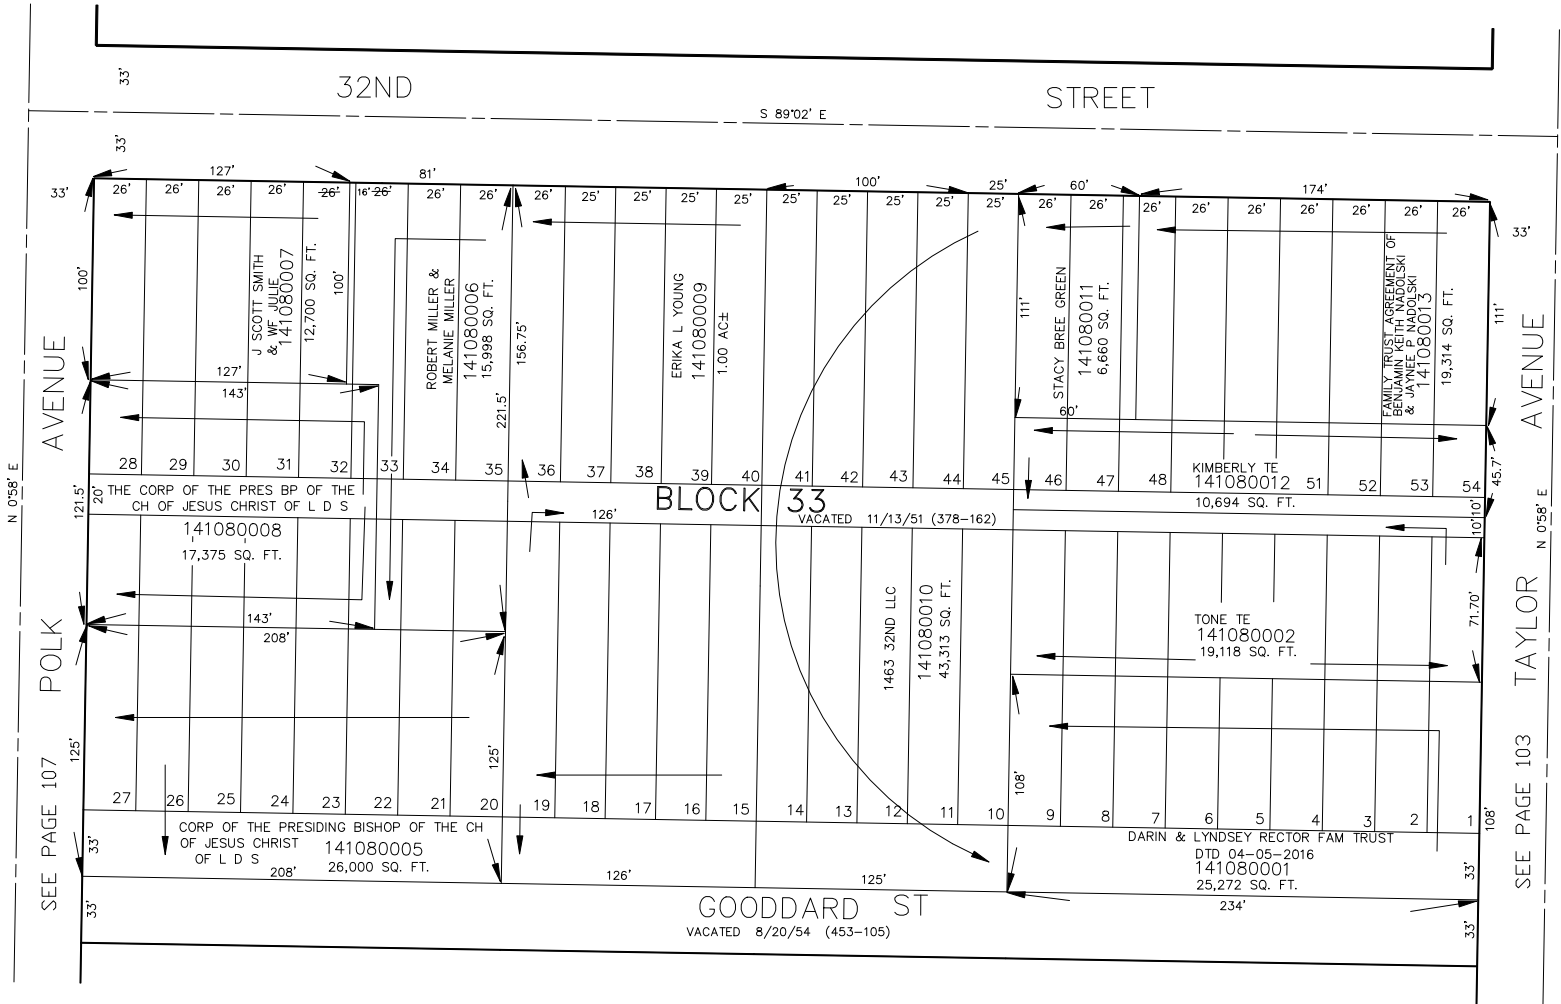 33'
32ND
STREET
S 89°02' E
33'
33'
127'
81'
100'
25'
60'
174'
33'
26'
26'
26'
26'
26'
16'
26'
26'
26'
26'
25'
25'
25'
25'
25'
25'
25'
25'
25'
26'
26'
26'
26'
26'
26'
26'
26'
26'
100'
J SCOTT SMITH
& WF JULIE
141080007
12,700 SQ. FT.
100'
ROBERT MILLER &
MELANIE MILLER
141080006
15,998 SQ. FT.
221.5'
156.75'
ERIKA L YOUNG
141080009
1.00 AC±
111'
STACY BREE GREEN
141080011
6,660 SQ. FT.
FAMILY TRUST AGREEMENT OF
BENJAMIN KEITH NADOLSKI
& JAYNEE P NADOLSKI
141080013
19,314 SQ. FT.
111'
127'
143'
60'
AVENUE
AVENUE
N 0°58' E
N 0°58' E
28
29
30
31
32
33
34
35
36
37
38
39
40
41
42
43
44
45
46
47
48
51
52
53
54
KIMBERLY TE
141080012
10,694 SQ. FT.
45.7'
121.5'
20'
THE CORP OF THE PRES BP OF THE
CH OF JESUS CHRIST OF L D S
141080008
17,375 SQ. FT.
BLOCK 33
126'
VACATED 11/13/51 (378-162)
10'
10'
143'
208'
1463 32ND LLC
141080010
43,313 SQ. FT.
TONE TE
141080002
19,118 SQ. FT.
71.70'
POLK
TAYLOR
125'
125'
108'
108'
SEE PAGE 107
SEE PAGE 103
27
26
25
24
23
22
21
20
19
18
17
16
15
14
13
12
11
10
9
8
7
6
5
4
3
2
1
33'
CORP OF THE PRESIDING BISHOP OF THE CH
OF JESUS CHRIST
OF L D S
141080005
26,000 SQ. FT.
208'
126'
125'
DARIN & LYNDSEY RECTOR FAM TRUST
DTD 04-05-2016
141080001
25,272 SQ. FT.
234'
33'
33'
GOODDARD ST
VACATED 8/20/54 (453-105)
33'